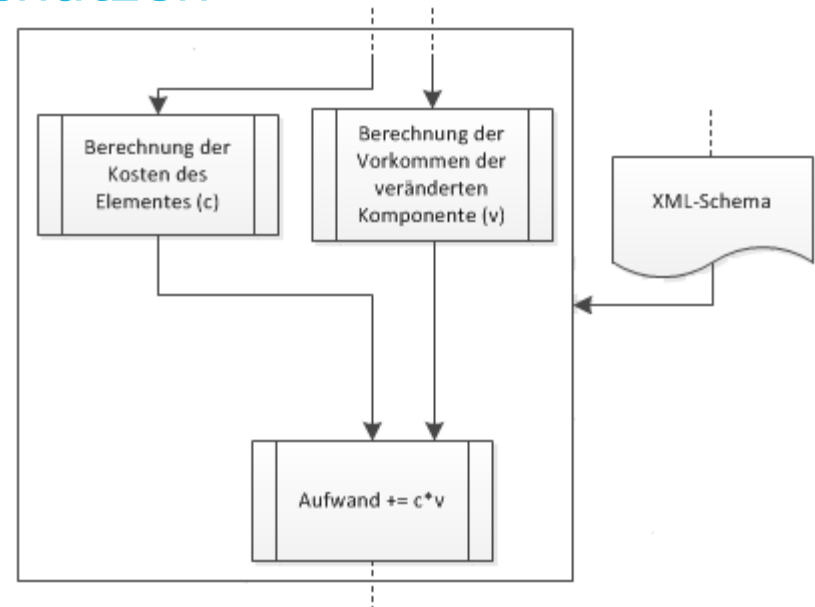 Berechnung der
Kosten des
Elementes (c)
Berechnung der
Vorkommen der
veränderten
Komponente (v)
XML-Schema
Aufwand += c*v